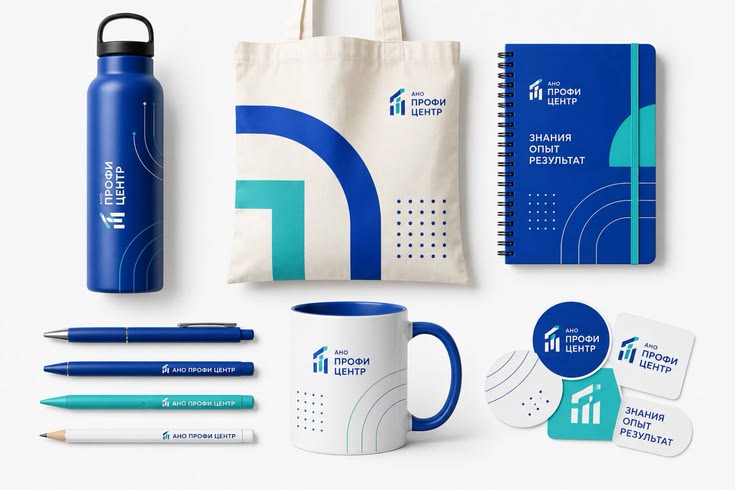 АНО
ПРОФИ
ЦЕНТР
АНО
ПРОФИ
ЦЕНТР
АНО
ПРОФИ
ЦЕНТР
ЗНАНИЯ
ОПЫТ
РЕЗУЛЬТАТ
АНО ПРОФИ ЦЕНТР
АНО ПРОФИ ЦЕНТР
АНО ПРОФИ ЦЕНТР
АНО
ПРОФИ
ЦЕНТР
АНО
ПРОФИ
ЦЕНТР
АНО
ПРОФИ
ЦЕНТР
ЗНАНИЯ
ОПЫТ
РЕЗУЛЬТАТ